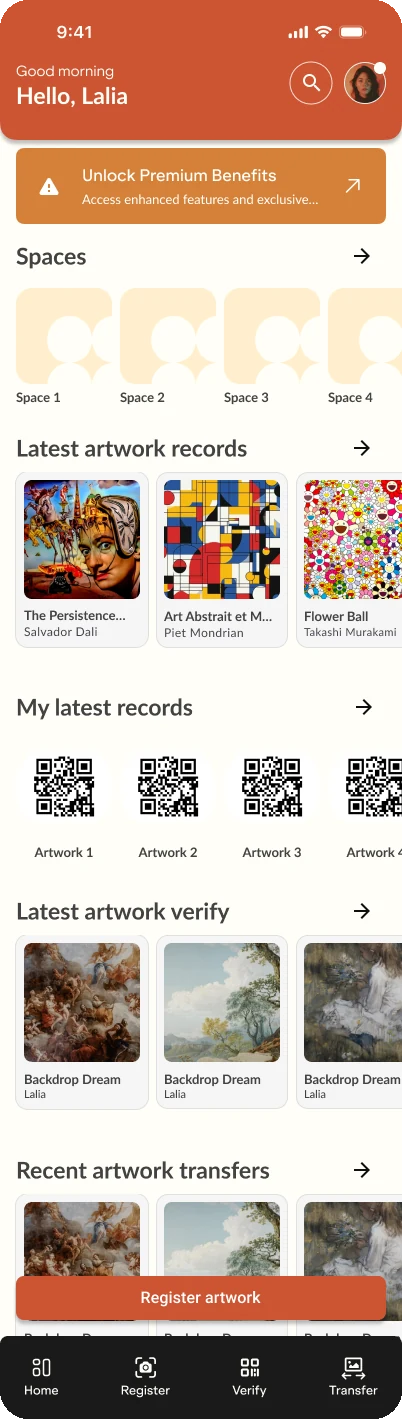 9:41
Good morning
Hello, Lalia
Unlock Premium Benefits
Access enhanced features and exclusive...
Spaces
Space 1
Space 2
Space 3
Space 4
Latest artwork records
The Persistence...
Salvador Dali
Art Abstrait et M...
Piet Mondrian
Flower Ball
Takashi Murakami
My latest records
Artwork 1
Artwork 2
Artwork 3
Artwork 4
Latest artwork verify
Backdrop Dream
Lalia
Backdrop Dream
Lalia
Backdrop Dream
Lalia
Recent artwork transfers
Register artwork
Home
Register
Verify
Transfer